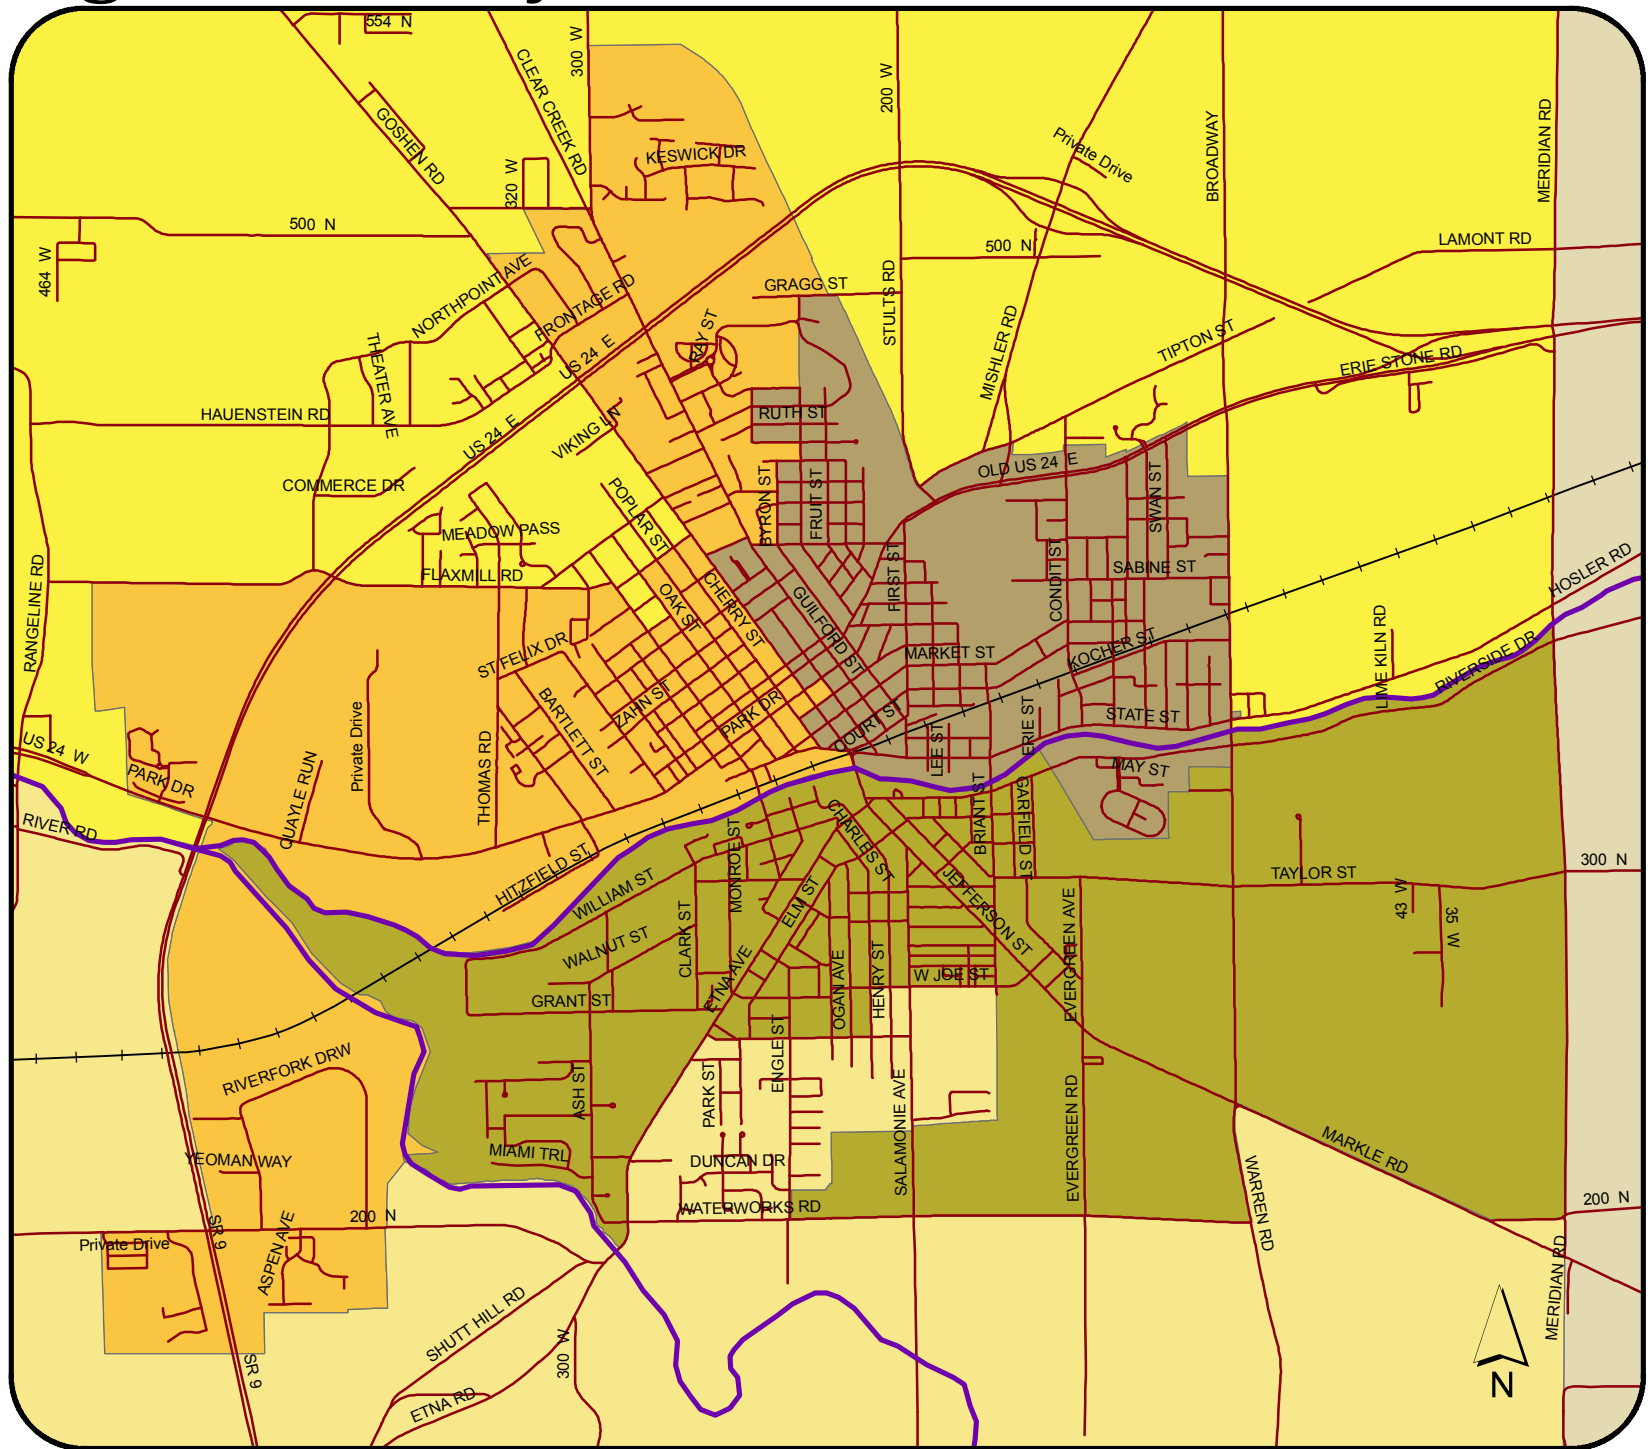 554 N
300 W
CLEAR CREEK RD
GOSHEN RD
200 W
BROADWAY
MERIDIAN RD
Private Drive
KESWICK DR
320 W
500 N
464 W
500 N
LAMONT RD
NORTHPOINT AVE
FRONTAGE RD
GRAGG ST
STULTS RD
RAY ST
US 24 E
MISHLER RD
TIPTON ST
ERIE STONE RD
THEATER AVE
HAUENSTEIN RD
US 24 E
VIKING LN
RUTH ST
COMMERCE DR
POPLAR ST
BYRON ST
FRUIT ST
OLD US 24 E
SWAN ST
MEADOW PASS
FLAXMILL RD
RANGELINE RD
OAK ST
CHERRY ST
GUILFORD ST
FIRST ST
CONDIT ST
SABINE ST
HOSLER RD
ST FELIX DR
MARKET ST
KOCHER ST
LIME KILN RD
RIVERSIDE DR
BARTLETT ST
ZAHN ST
PARK DR
COURT ST
LEE ST
ERIE ST
STATE ST
US 24 W
PARK DR
Private Drive
THOMAS RD
QUAYLE RUN
MAY ST
RIVER RD
BRIANT ST
GARFIELD ST
CHARLES ST
MONROE ST
HITZFIELD ST
WILLIAM ST
ELM ST
JEFFERSON ST
TAYLOR ST
300 N
43 W
35 W
WALNUT ST
CLARK ST
ETNA AVE
OGAN AVE
HENRY ST
W JOE ST
EVERGREEN AVE
GRANT ST
ENGLE ST
RIVERFORK DRW
ASH ST
PARK ST
SALAMONIE AVE
EVERGREEN RD
YEOMAN WAY
MIAMI TRL
DUNCAN DR
MARKLE RD
WARREN RD
WATERWORKS RD
200 N
200 N
SR 9
Private Drive
ASPEN AVE
MERIDIAN RD
SHUTT HILL RD
300 W
SR 9
ETNA RD
N